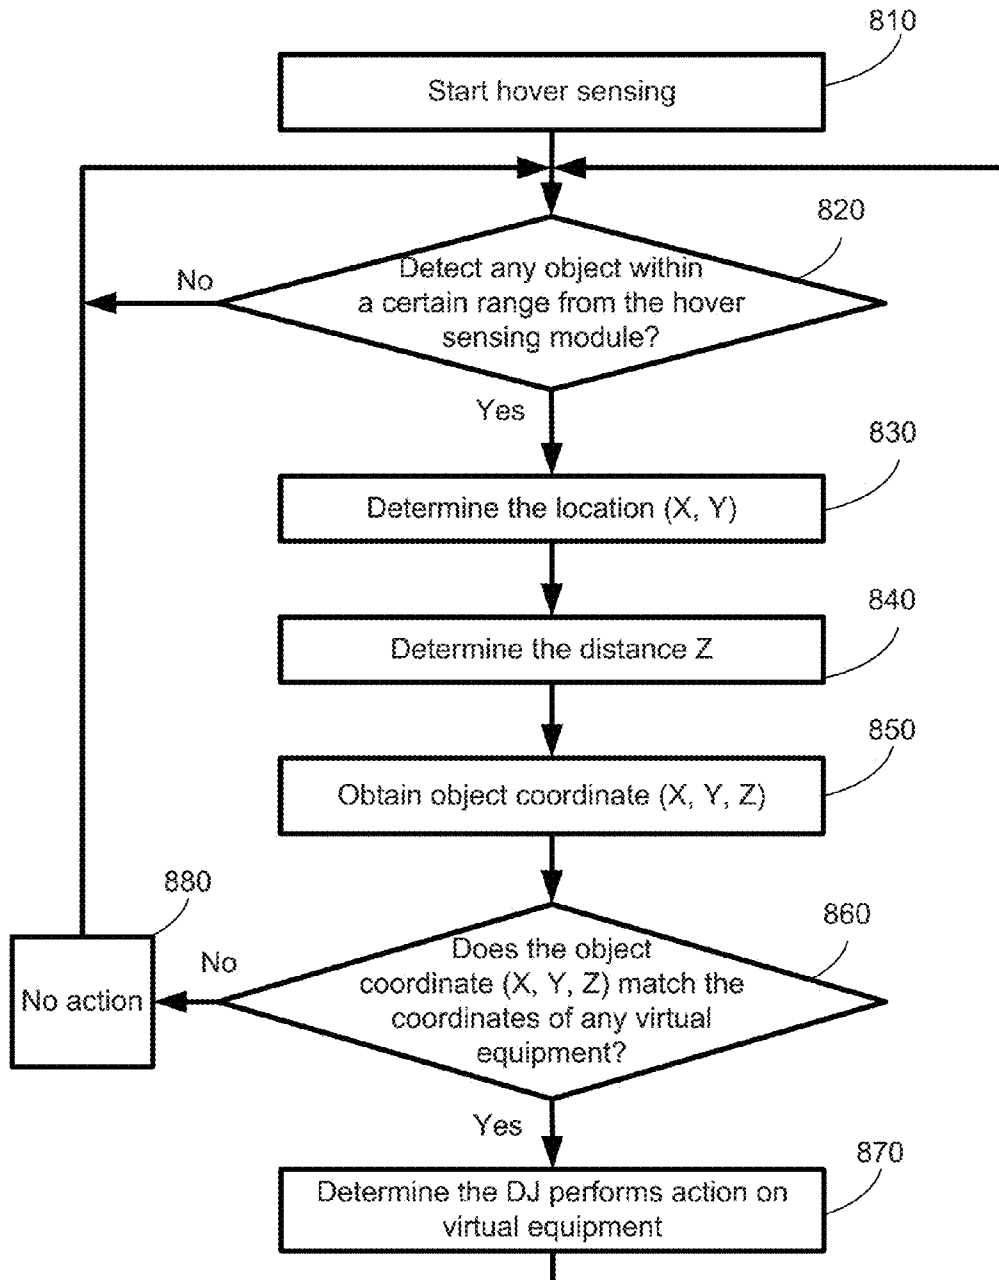 810
Start hover sensing
820
No
Detect any object within
a certain range from the hover
sensing module?
Yes
830
Determine the location (X, Y)
840
Determine the distance Z
850
Obtain object coordinate (X, Y, Z)
880
860
No
Does the object
coordinate (X, Y, Z) match the
coordinates of any virtual
equipment?
No action
Yes
870
Determine the DJ performs action on
virtual equipment